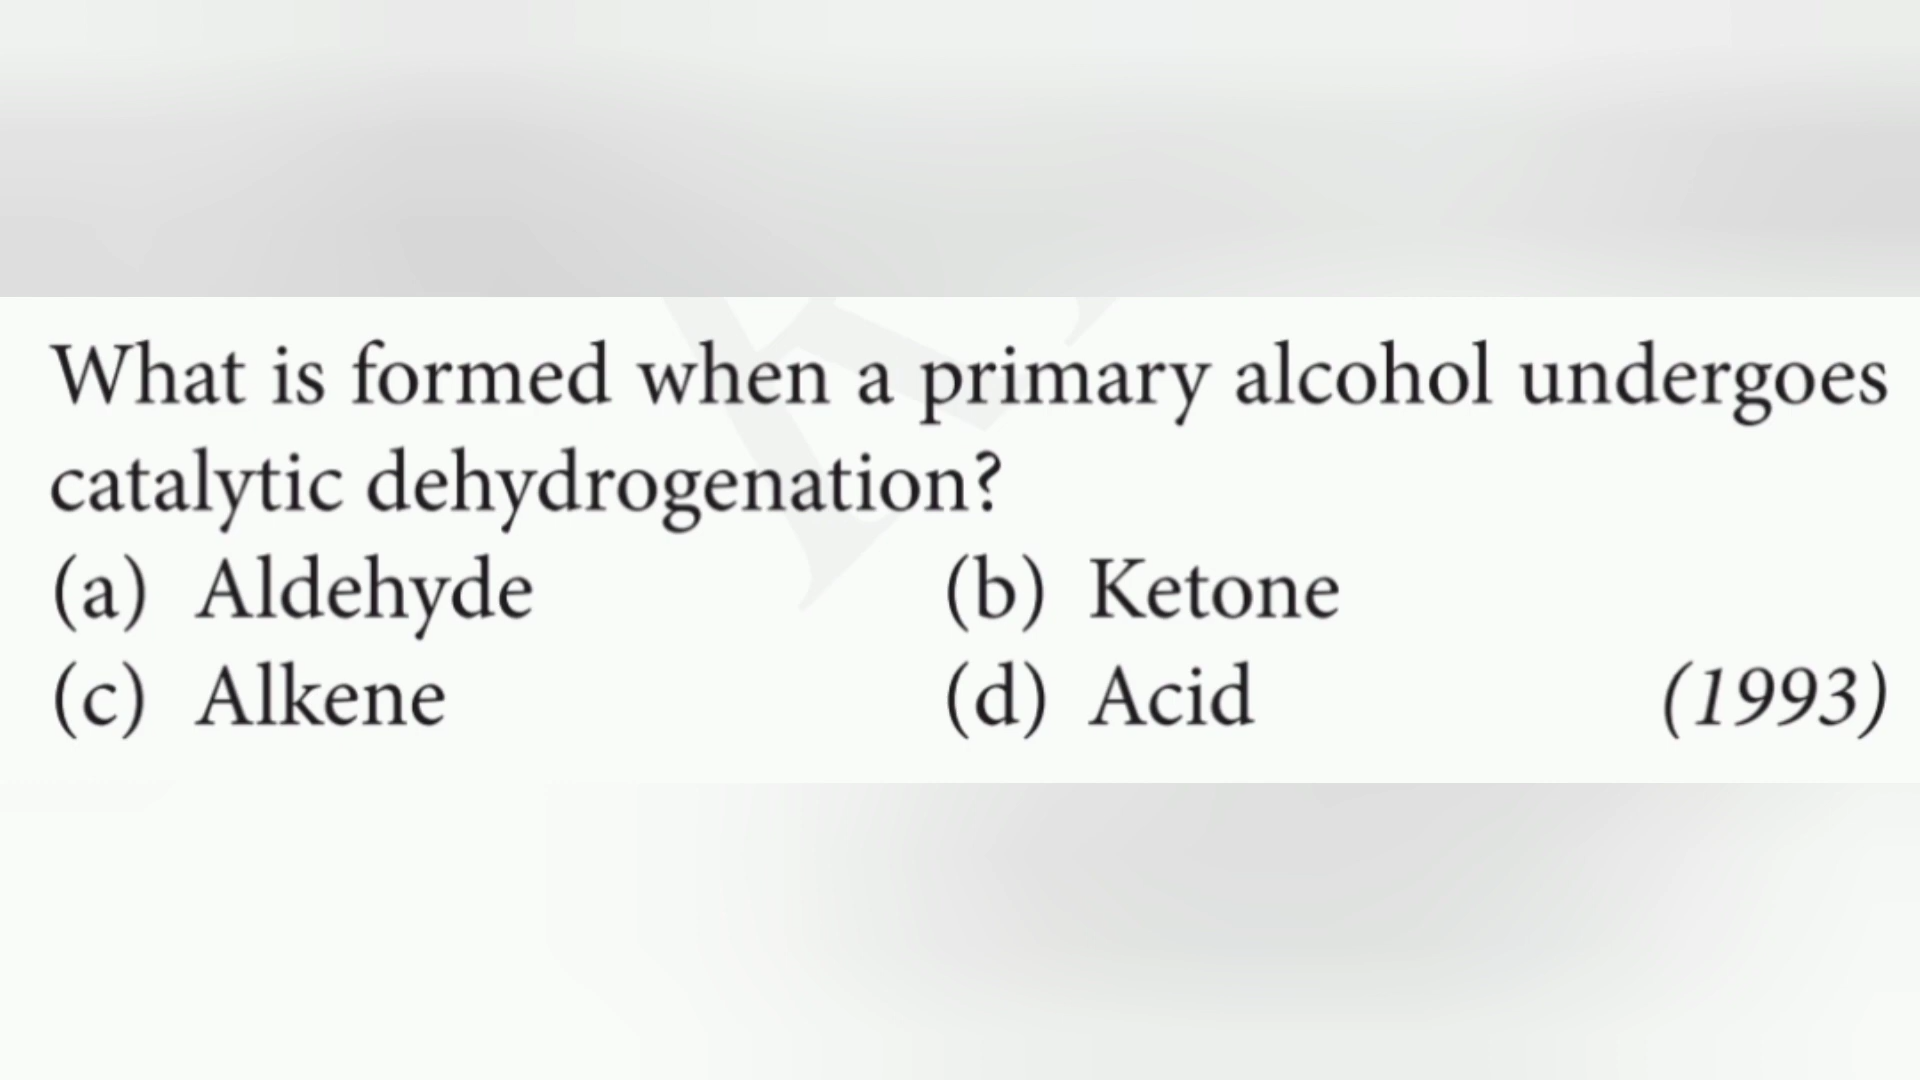 What is formed when a primary alcohol undergoes
catalytic dehydrogenation?
(a) Aldehyde (b) Ketone
(c) Alkene (d) Acid (1993)